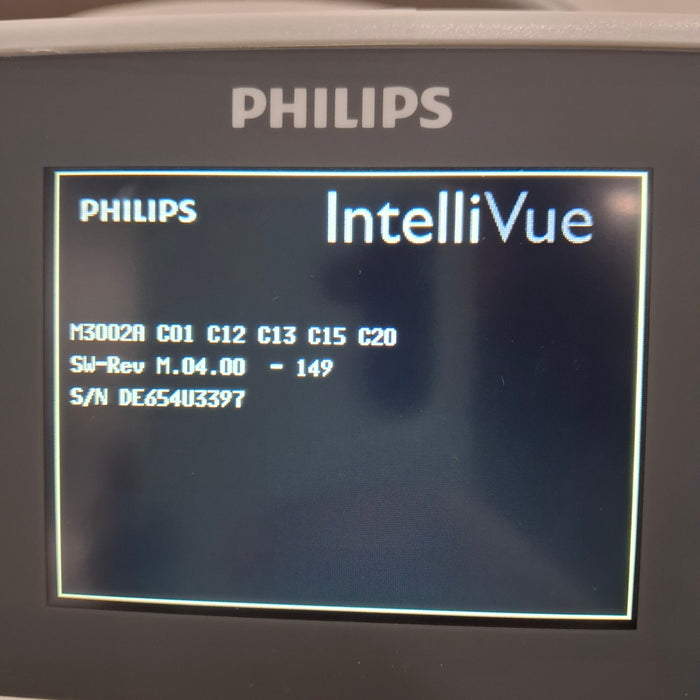 PHILIPS
PHILIPS IntelliVue
M3002A C01 C12 C13 C15 C20
SW-Rev M.04.00 - 149
S/N DE654U3397